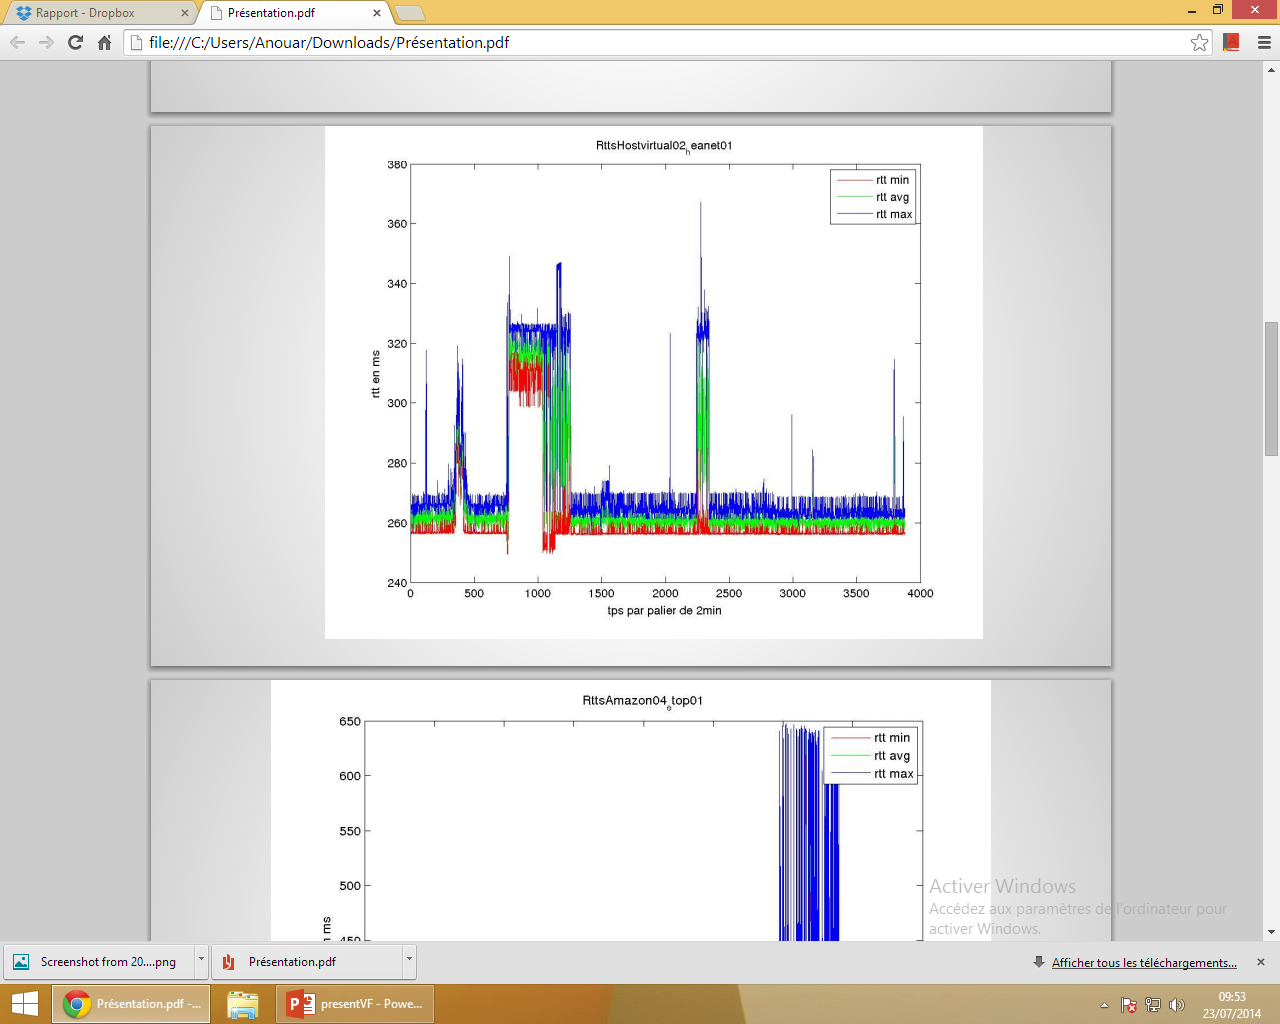 Rapport - Dropbox
Présentation.pdf
file:///C:/Users/Anouar/Downloads/Présentation.pdf
RttsHostvirtual02heanet01
380
360
340
320
300
280
260
240
rtt en ms
rtt min
rtt avg
rtt max
0 500 1000 1500 2000 2500 3000 3500 4000
tps par palier de 2min
RttsAmazon04etop01
650
600
550
500
450
n ms
rtt min
rtt avg
rtt max
Activer Windows
Accédez aux paramètres de l'ordinateur pour
activer Windows.
Screenshot from 20....png
Présentation.pdf
Afficher tous les téléchargements...
Présentation.pdf -...
presentVF - Powe...
09:53
23/07/2014